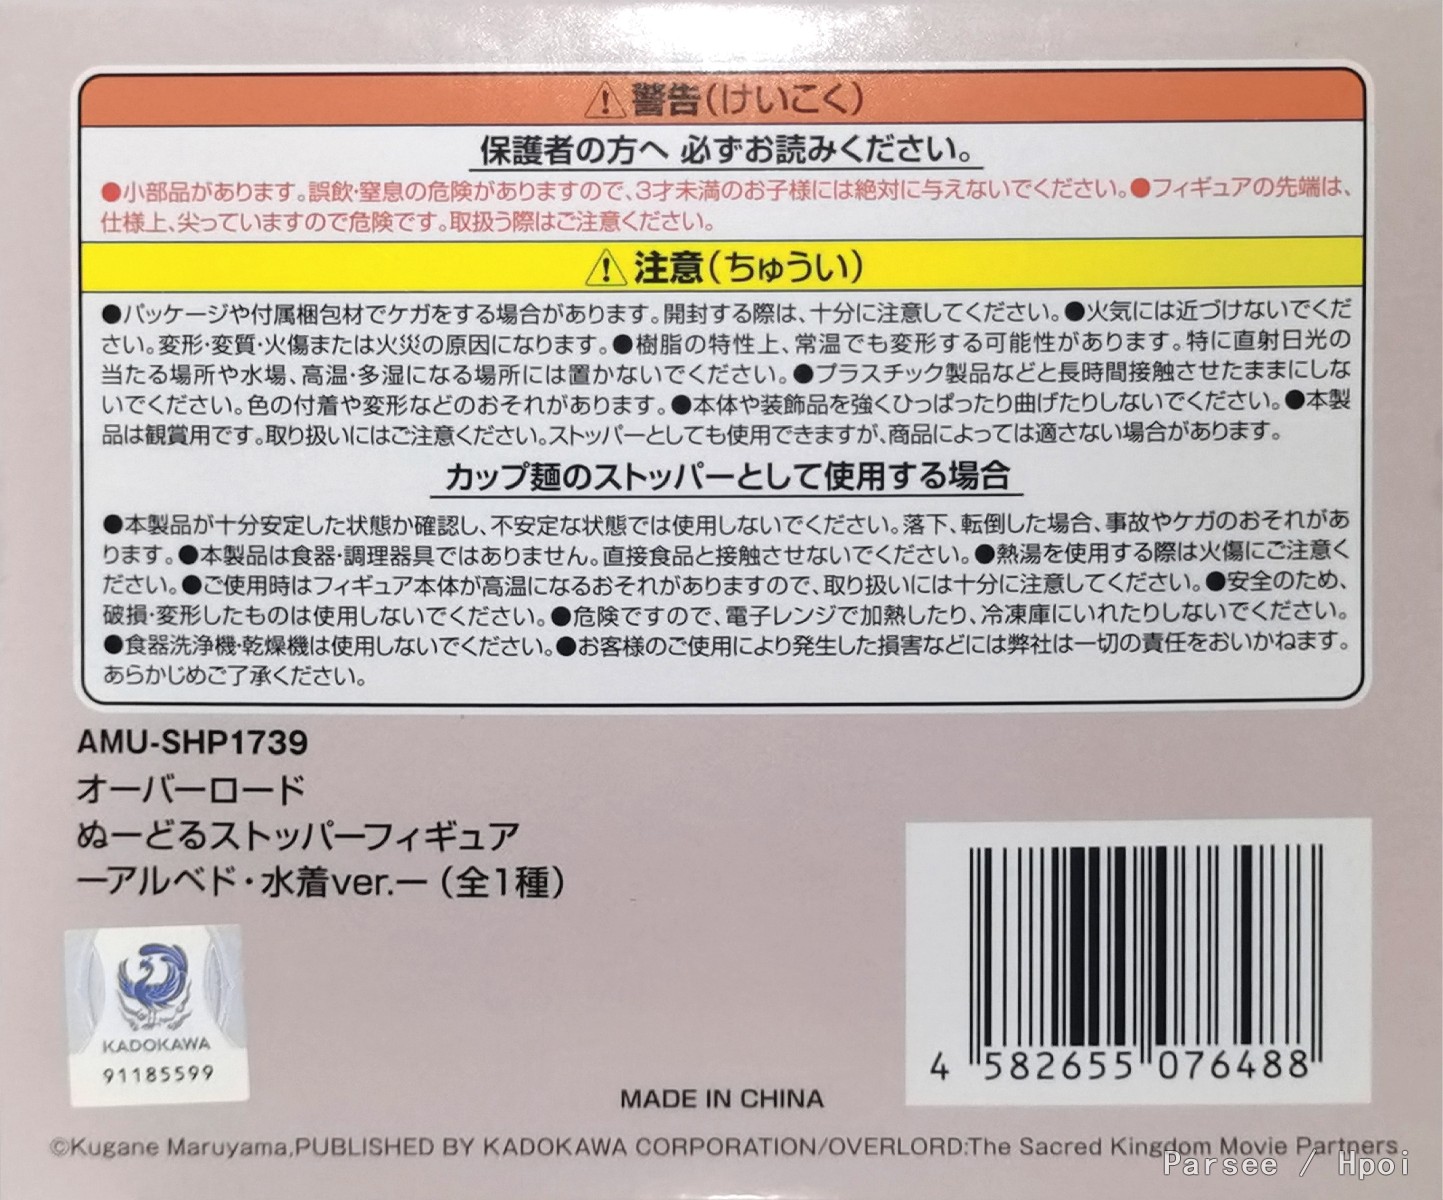 ⚠警告(けいこく)
保護者の方へ 必ずお読みください。
●小部品があります。誤飲・窒息の危険がありますので、3才未満のお子様には絶対に与えないでください。●フィギュアの先端は、
仕様上、尖っていますので危険です。取扱う際はご注意ください。
⚠注意(ちゅうい)
●パッケージや付属梱包材でケガをする場合があります。開封する際は、十分に注意してください。●火気には近づけないでくだ
さい。変形・変質・火傷または火災の原因になります。●樹脂の特性上、常温でも変形する可能性があります。特に直射日光の
当たる場所や水場、高温・多湿になる場所には置かないでください。●プラスチック製品などと長時間接触させたままにしな
いでください。色の付着や変形などのおそれがあります。●本体や装飾品を強くひっぱったり曲げたりしないでください。●本製
品は観賞用です。取り扱いにはご注意ください。ストッパーとしても使用できますが、商品によっては適さない場合があります。
カップ麺のストッパーとして使用する場合
●本製品が十分安定した状態か確認し、不安定な状態では使用しないでください。落下、転倒した場合、事故やケガのおそれがあ
ります。●本製品は食器・調理器具ではありません。直接食品と接触させないでください。●熱湯を使用する際は火傷にご注意く
ださい。●ご使用時はフィギュア本体が高温になるおそれがありますので、取り扱いには十分に注意してください。●安全のため、
破損・変形したものは使用しないでください。●危険ですので、電子レンジで加熱したり、冷凍庫にいれたりしないでください。
●食器洗浄機・乾燥機は使用しないでください。●お客様のご使用により発生した損害などには弊社は一切の責任をおいかねます。
あらかじめご了承ください。
AMU-SHP1739
オーバーロード
ぬーどるストッパーフィギュア
ーアルベド・水着ver.ー(全1種)
KADOKAWA
91185599
4 582655 076488
MADE IN CHINA
©Kugane Maruyama,PUBLISHED BY KADOKAWA CORPORATION/OVERLORD:The Sacred Kingdom Movie Partners.
Parsee / Hpoi